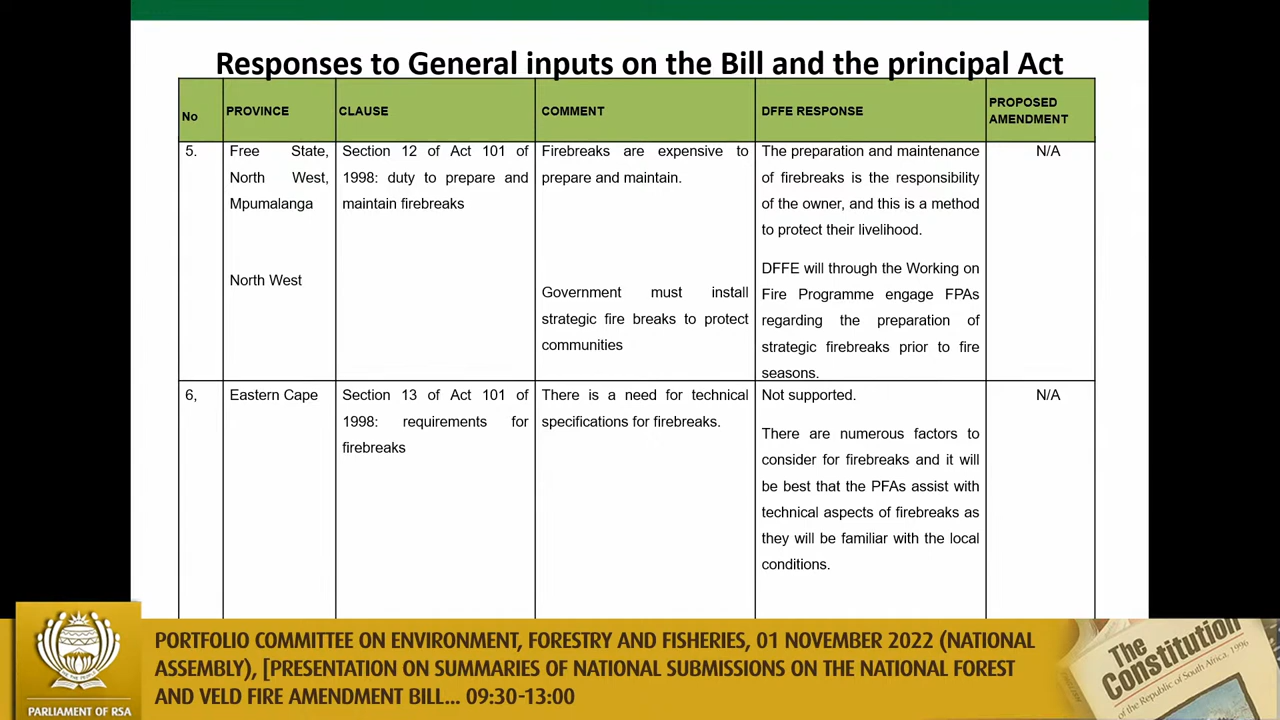 Responses to General inputs on the Bill and the principal Act
No
PROVINCE
CLAUSE
COMMENT
DFFE RESPONSE
PROPOSED
AMENDMENT
5.
Free State,
North West,
Mpumalanga
North West
Section 12 of Act 101 of
1998: duty to prepare and
maintain firebreaks
Firebreaks are expensive to
prepare and maintain.
Government must install
strategic fire breaks to protect
communities
The preparation and maintenance
of firebreaks is the responsibility
of the owner, and this is a method
to protect their livelihood.
DFFE will through the Working on
Fire Programme engage FPAs
regarding the preparation of
strategic firebreaks prior to fire
seasons.
N/A
6,
Eastern Cape
Section 13 of Act 101 of
1998: requirements for
firebreaks
There is a need for technical
specifications for firebreaks.
Not supported.
There are numerous factors to
consider for firebreaks and it will
be best that the PFAs assist with
technical aspects of firebreaks as
they will be familiar with the local
conditions.
N/A
PORTFOLIO COMMITTEE ON ENVIRONMENT, FORESTRY AND FISHERIES, 01 NOVEMBER 2022 (NATIONAL
ASSEMBLY), [PRESENTATION ON SUMMARIES OF NATIONAL SUBMISSIONS ON THE NATIONAL FOREST
AND VELD FIRE AMENDMENT BILL... 09:30-13:00
PARLIAMENT OF RSA
The
Constitution
of the Republic of South Africa, 1996